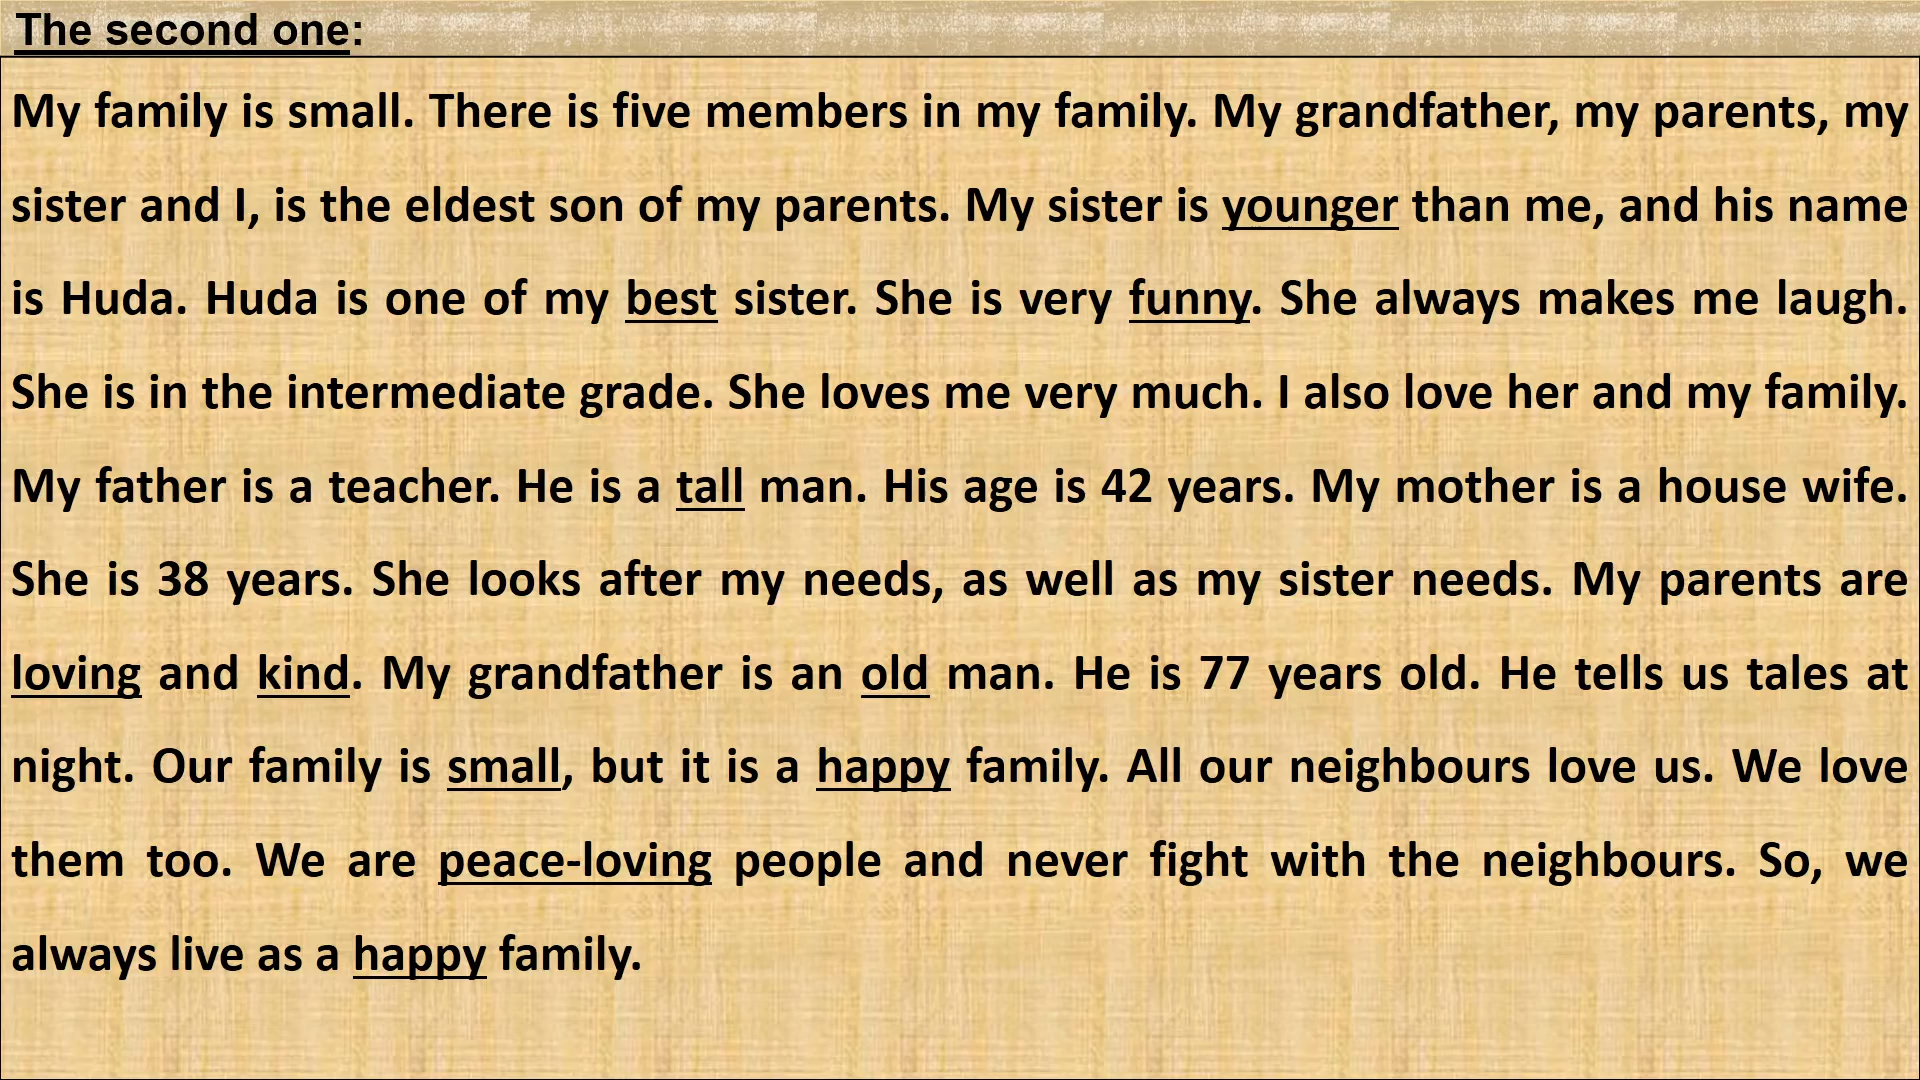 The second one:
My family is small. There is five members in my family. My grandfather, my parents, my
sister and I, is the eldest son of my parents. My sister is younger than me, and his name
is Huda. Huda is one of my best sister. She is very funny. She always makes me laugh.
She is in the intermediate grade. She loves me very much. I also love her and my family.
My father is a teacher. He is a tall man. His age is 42 years. My mother is a house wife.
She is 38 years. She looks after my needs, as well as my sister needs. My parents are
loving and kind. My grandfather is an old man. He is 77 years old. He tells us tales at
night. Our family is small, but it is a happy family. All our neighbours love us. We love
them too. We are peace-loving people and never fight with the neighbours. So, we
always live as a happy family.